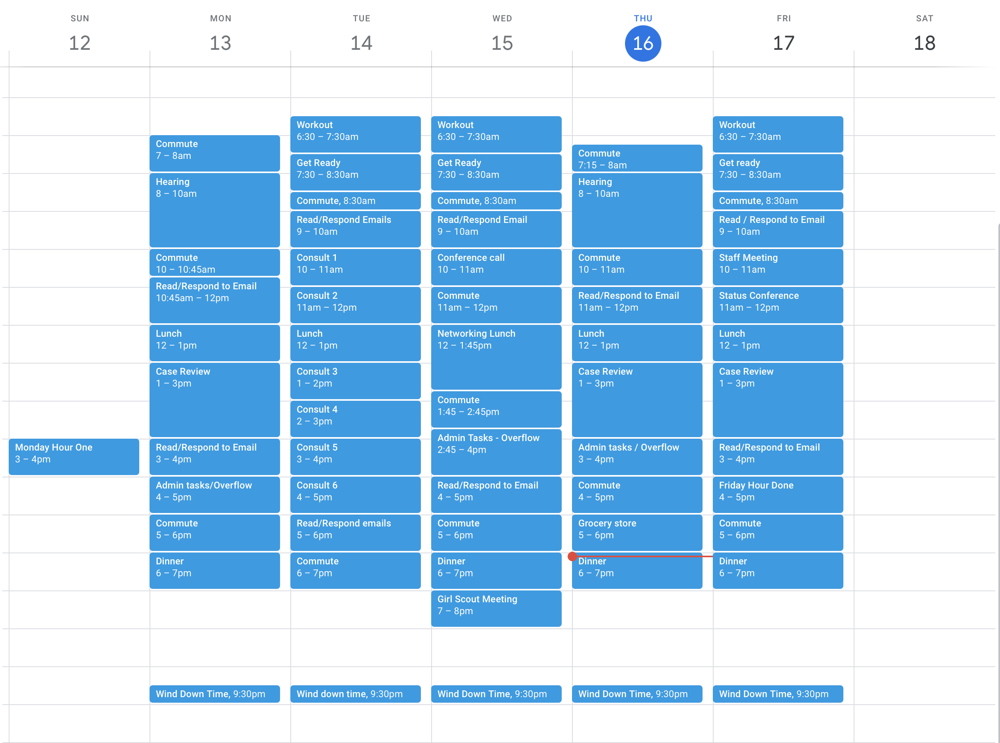 SUN
12
MON
13
TUE
14
WED
15
THU
16
FRI
17
SAT
18
Monday Hour One
3 – 4pm
Commute
7 – 8am
Hearing
8 – 10am
Commute
10 – 10:45am
Read/Respond to Email
10:45am – 12pm
Lunch
12 – 1pm
Case Review
1 – 3pm
Read/Respond to Email
3 – 4pm
Admin tasks/Overflow
4 – 5pm
Commute
5 – 6pm
Dinner
6 – 7pm
Wind Down Time, 9:30pm
Workout
6:30 – 7:30am
Get Ready
7:30 – 8:30am
Commute, 8:30am
Read/Respond Emails
9 – 10am
Consult 1
10 – 11am
Consult 2
11am – 12pm
Lunch
12 – 1pm
Consult 3
1 – 2pm
Consult 4
2 – 3pm
Consult 5
3 – 4pm
Consult 6
4 – 5pm
Read/Respond emails
5 – 6pm
Commute
6 – 7pm
Wind down time, 9:30pm
Workout
6:30 – 7:30am
Get Ready
7:30 – 8:30am
Commute, 8:30am
Read/Respond Email
9 – 10am
Conference call
10 – 11am
Commute
11am – 12pm
Networking Lunch
12 – 1:45pm
Commute
1:45 – 2:45pm
Admin Tasks - Overflow
2:45 – 4pm
Read/Respond to Email
4 – 5pm
Commute
5 – 6pm
Dinner
6 – 7pm
Girl Scout Meeting
7 – 8pm
Wind Down Time, 9:30pm
Commute
7:15 – 8am
Hearing
8 – 10am
Commute
10 – 11am
Read/Respond to Email
11am – 12pm
Lunch
12 – 1pm
Case Review
1 – 3pm
Admin tasks / Overflow
3 – 4pm
Commute
4 – 5pm
Grocery store
5 – 6pm
Dinner
6 – 7pm
Wind Down Time, 9:30pm
Workout
6:30 – 7:30am
Get ready
7:30 – 8:30am
Commute, 8:30am
Read / Respond to Email
9 – 10am
Staff Meeting
10 – 11am
Status Conference
11am – 12pm
Lunch
12 – 1pm
Case Review
1 – 3pm
Read/Respond to Email
3 – 4pm
Friday Hour Done
4 – 5pm
Commute
5 – 6pm
Dinner
6 – 7pm
Wind Down Time, 9:30pm